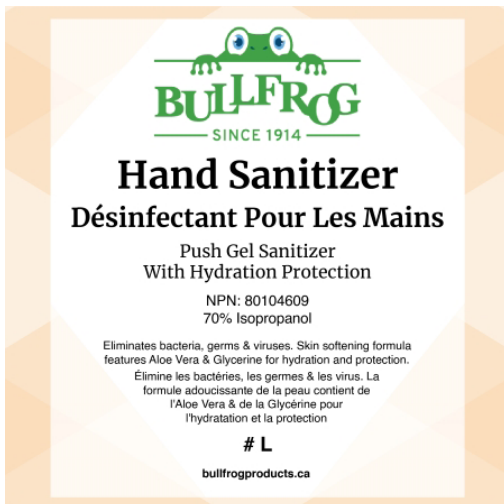 BULLFROG
SINCE 1914
Hand Sanitizer
Désinfectant Pour Les Mains
Push Gel Sanitizer
With Hydration Protection
NPN: 80104609
70% Isopropanol
Eliminates bacteria, germs & viruses. Skin softening formula
features Aloe Vera & Glycerine for hydration and protection.
Élimine les bactéries, les germes & les virus. La
formule adoucissante de la peau contient de
l'Aloe Vera & de la Glycérine pour
l'hydratation et la protection
# L
bullfrogproducts.ca